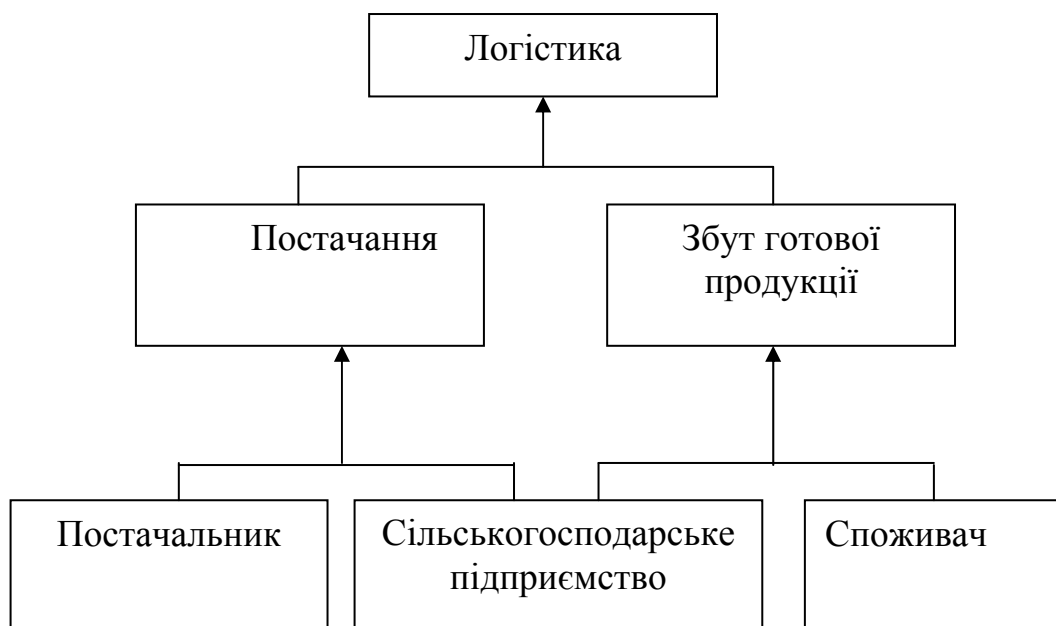 Логістика
Постачання
Збут готової
продукції
Постачальник
Сільськогосподарське
підприємство
Споживач